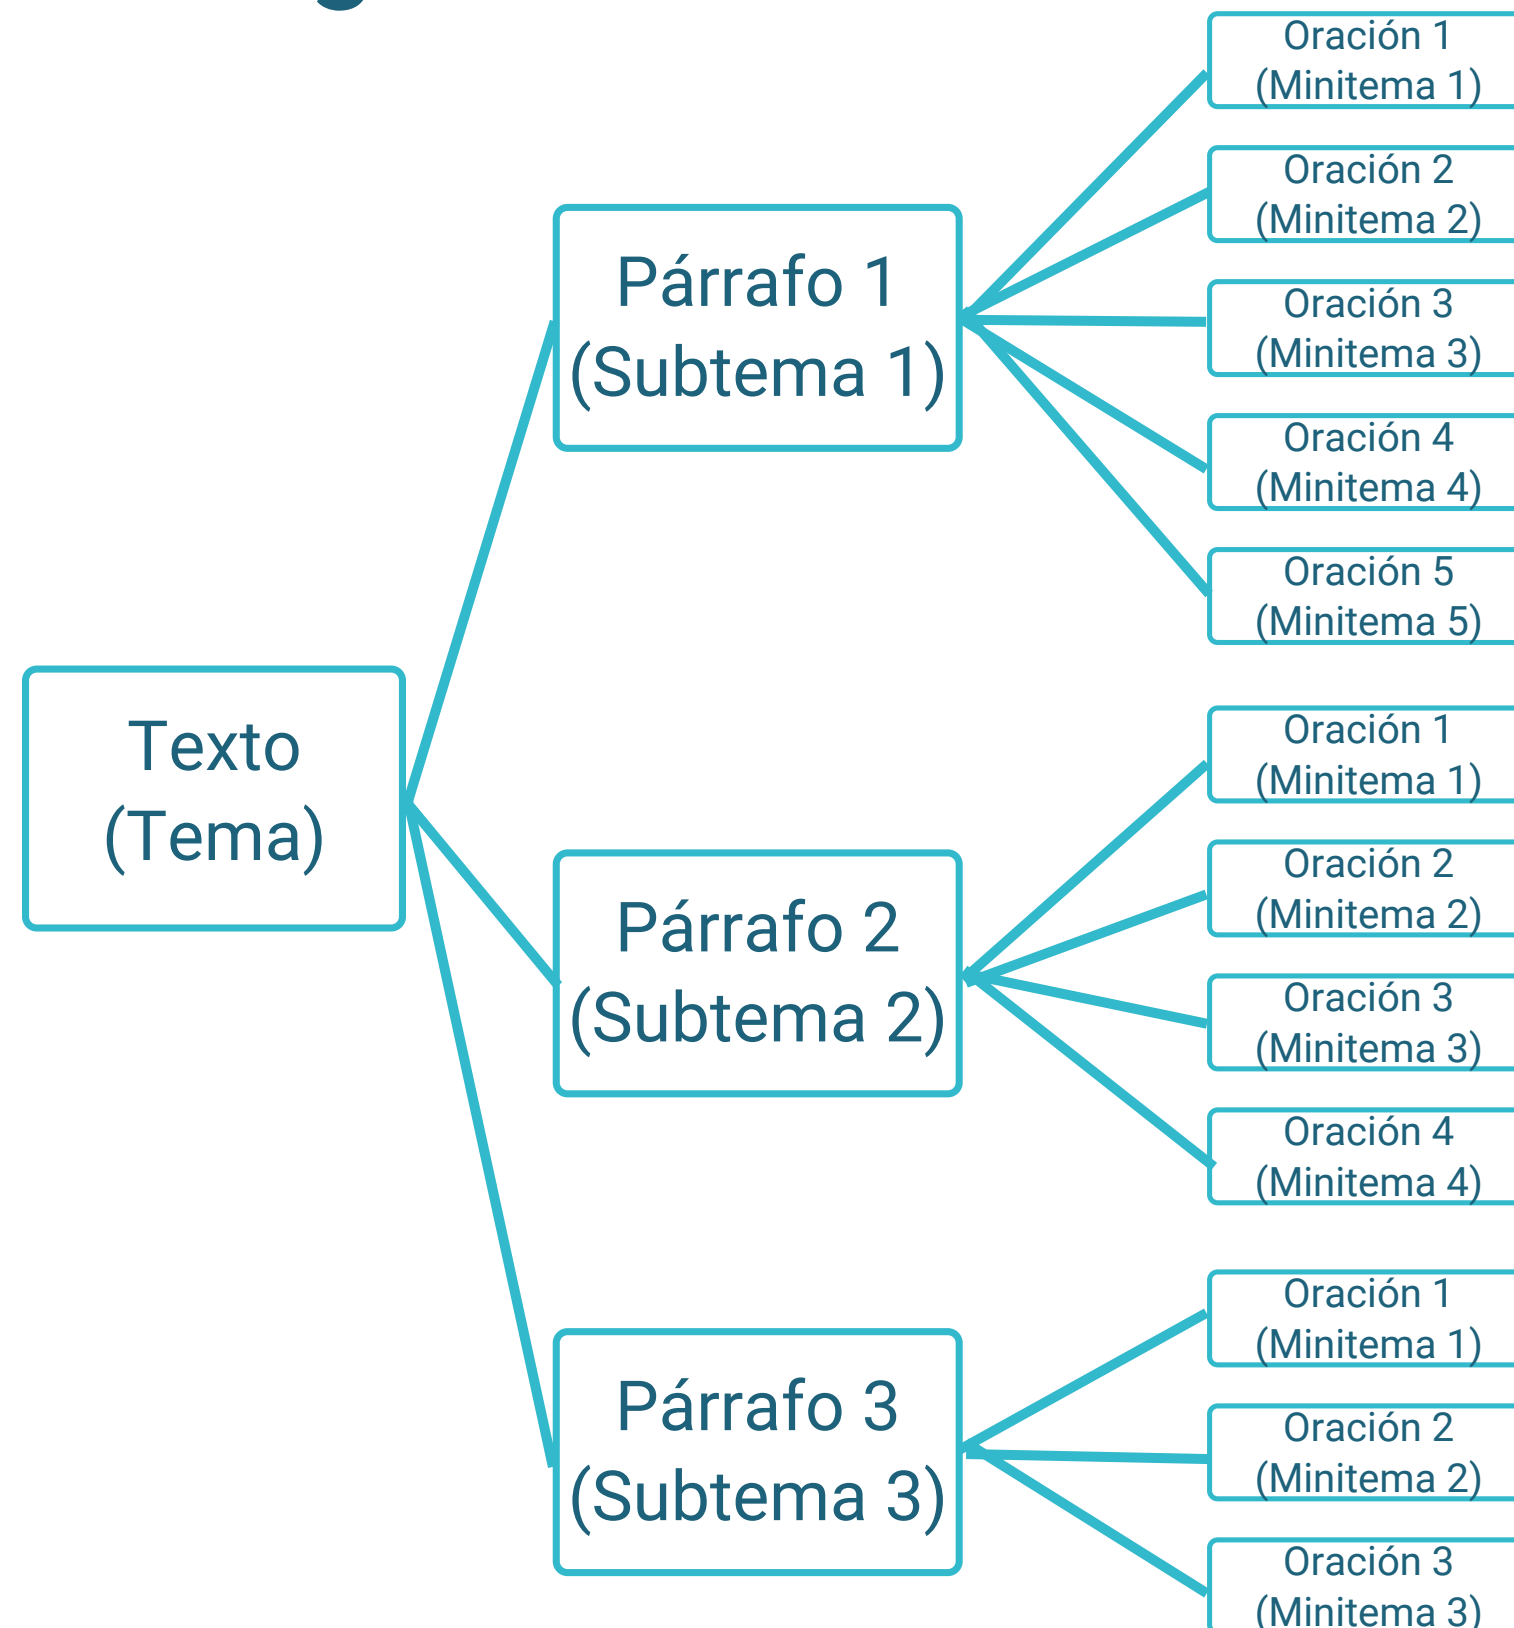 Texto
(Tema)
Párrafo 1
(Subtema 1)
Oración 1
(Minitema 1)
Oración 2
(Minitema 2)
Oración 3
(Minitema 3)
Oración 4
(Minitema 4)
Oración 5
(Minitema 5)
Párrafo 2
(Subtema 2)
Oración 1
(Minitema 1)
Oración 2
(Minitema 2)
Oración 3
(Minitema 3)
Oración 4
(Minitema 4)
Párrafo 3
(Subtema 3)
Oración 1
(Minitema 1)
Oración 2
(Minitema 2)
Oración 3
(Minitema 3)